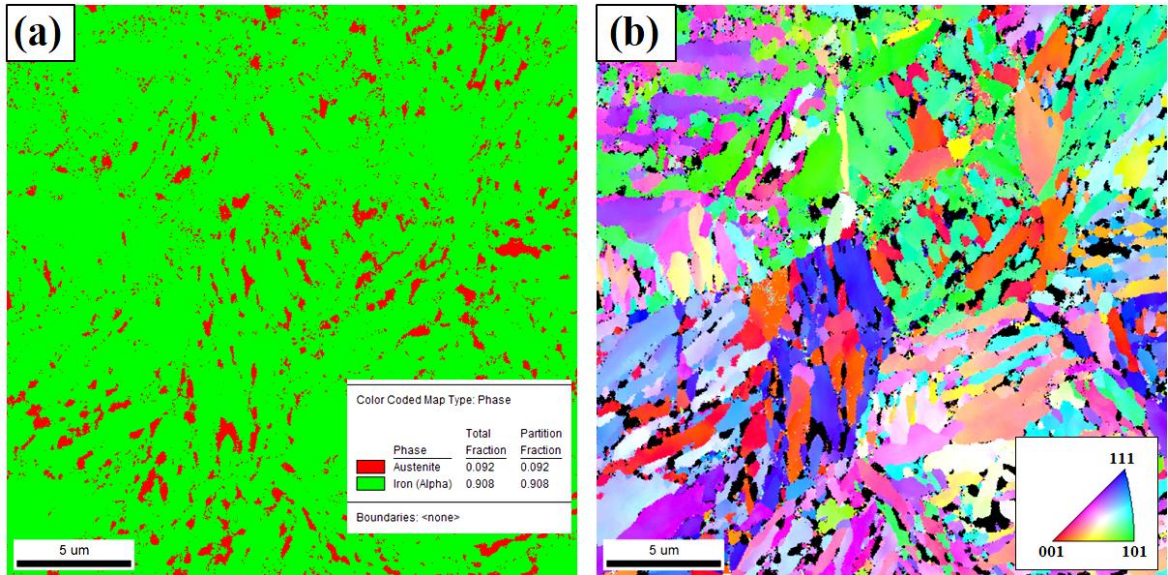 (a)
Color Coded Map Type: Phase
Total Partition
Phase Fraction Fraction
Austenite 0.092 0.092
Iron (Alpha) 0.908 0.908
Boundaries: <none>
5 um
(b)
111
001 101
5 um